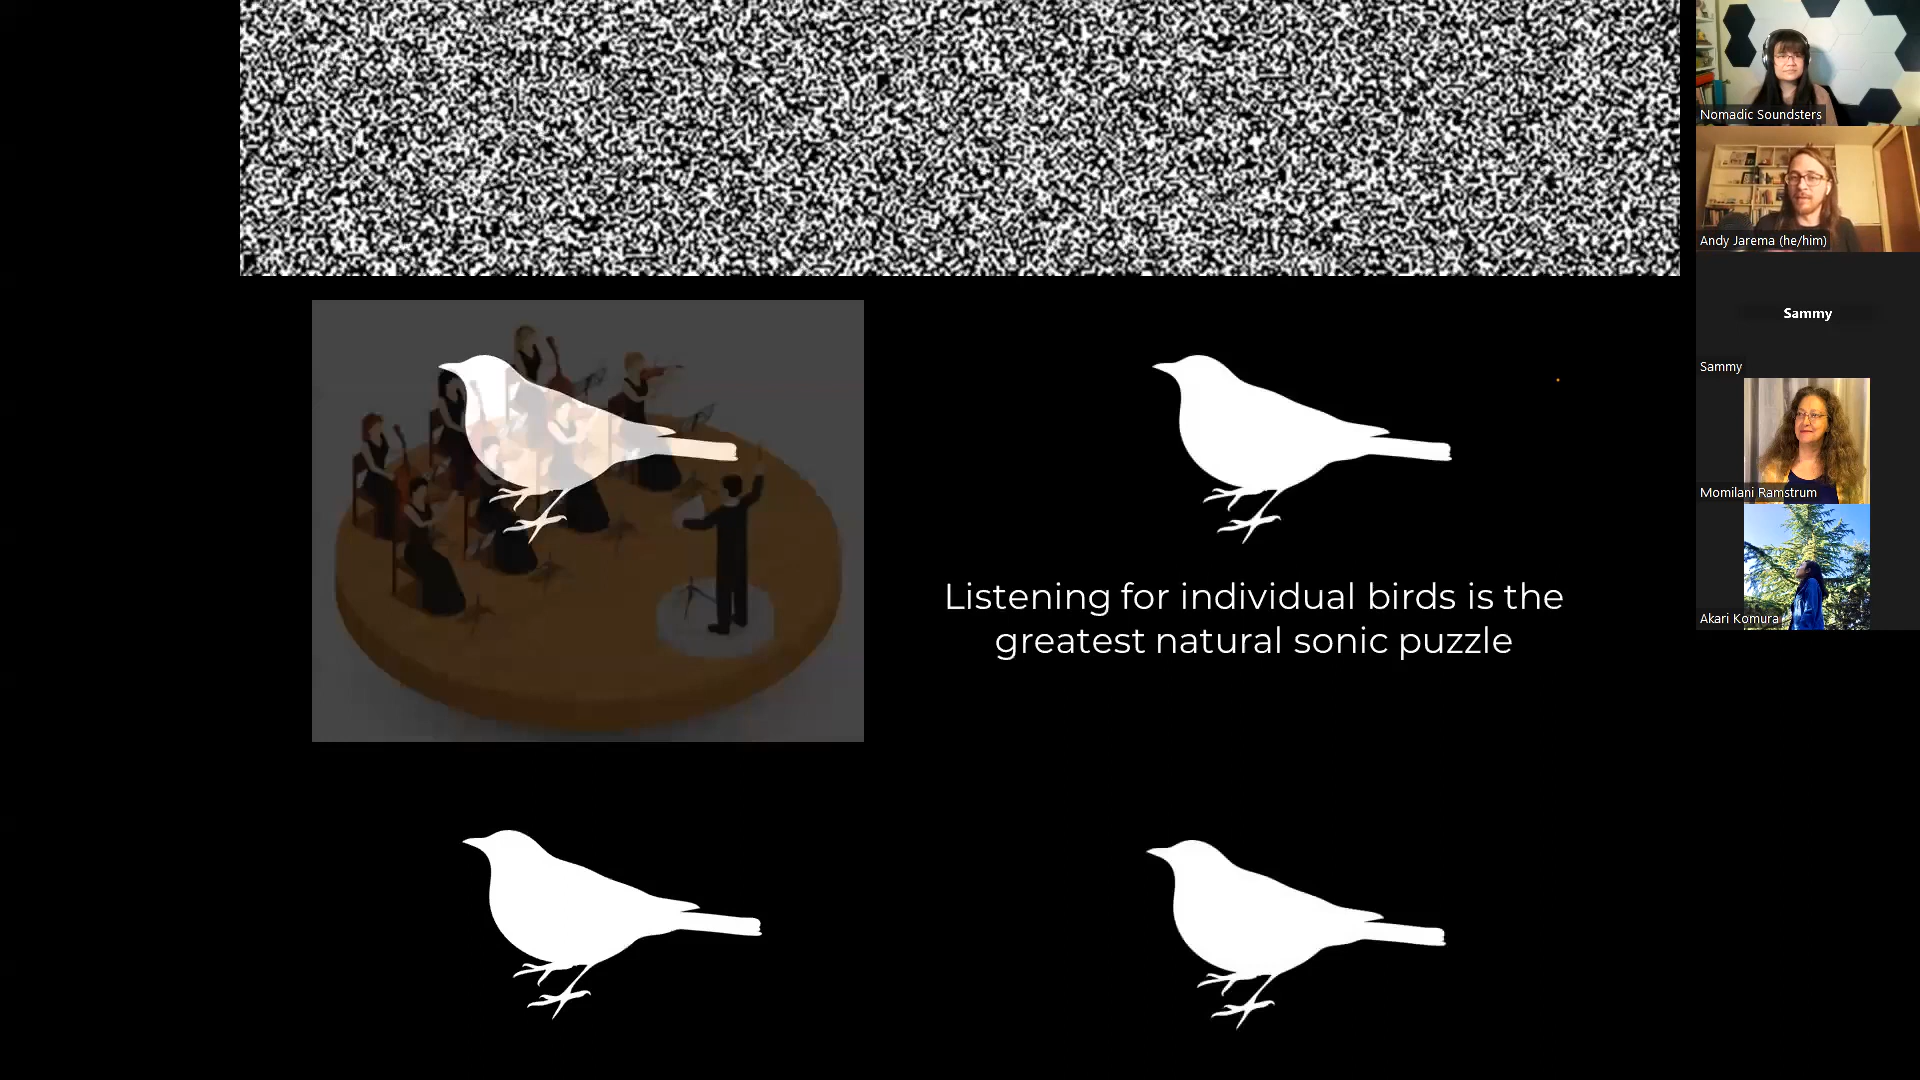 Nomadic Soundsters
Andy Jarema (he/him)
Sammy
Sammy
Momilani Ramstrum
Akari Komura
Listening for individual birds is the
greatest natural sonic puzzle